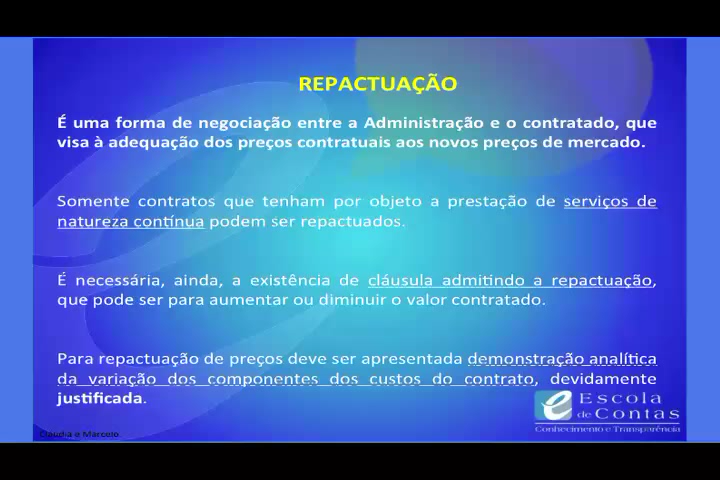 REPACTUAÇÃO
É uma forma de negociação entre a Administração e o contratado, que
visa à adequação dos preços contratuais aos novos preços de mercado.
Somente contratos que tenham por objeto a prestação de serviços de
natureza contínua podem ser repactuados.
É necessária, ainda, a existência de cláusula admitindo a repactuação,
que pode ser para aumentar ou diminuir o valor contratado.
Para repactuação de preços deve ser apresentada demonstração analítica
da variação dos componentes dos custos do contrato, devidamente
justificada.
Escola
de Contas
Conhecimento e Transparência
Cláudia e Marcelo